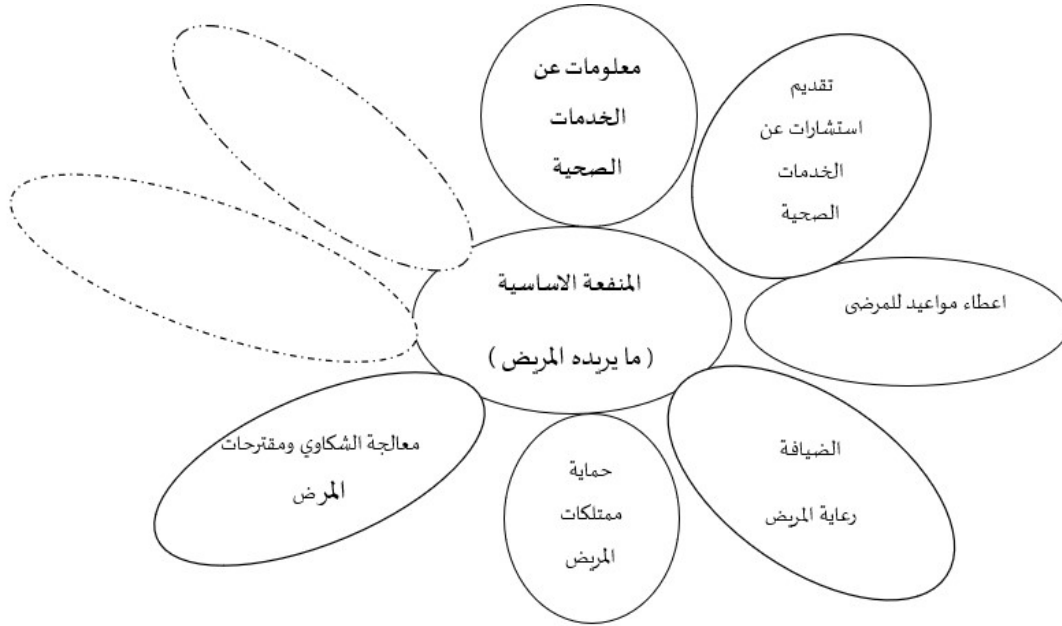 معلومات عن
الخدمات
الصحية
تقديم
استشارات عن
الخدمات
الصحية
اعطاء مواعيد للمرضى
المنفعة الاساسية
( ما يريده المريض )
الضيافة
رعاية المريض
حماية
ممتلكات
المريض
معالجة الشكاوي ومقترحات
المرض